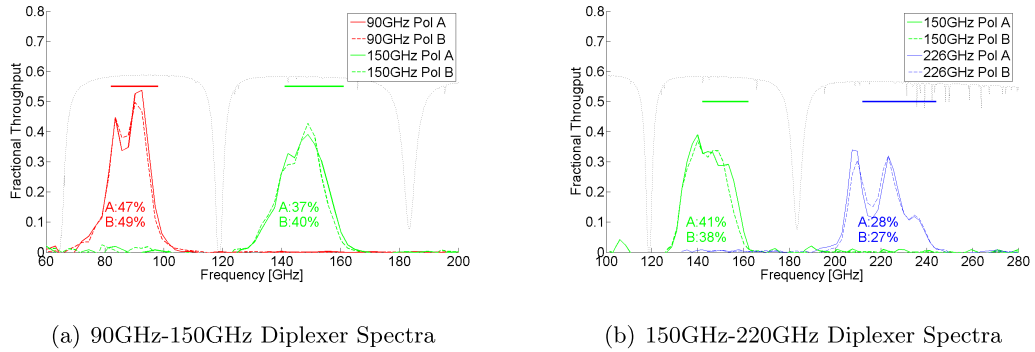 0.8
0.7
0.6
0.5
0.4
0.3
0.2
0.1
0
Fractional Throughput
90GHz Pol A
90GHz Pol B
150GHz Pol A
150GHz Pol B
A:47%
B:49%
A:37%
B:40%
60 80 100 120 140 160 180 200
Frequency [GHz]
(a) 90GHz-150GHz Diplexer Spectra
0.8
0.7
0.6
0.5
0.4
0.3
0.2
0.1
0
Fractional Throughput
150GHz Pol A
150GHz Pol B
226GHz Pol A
226GHz Pol B
A:41%
B:38%
A:28%
B:27%
100 120 140 160 180 200 220 240 260 280
Frequency [GHz]
(b) 150GHz-220GHz Diplexer Spectra